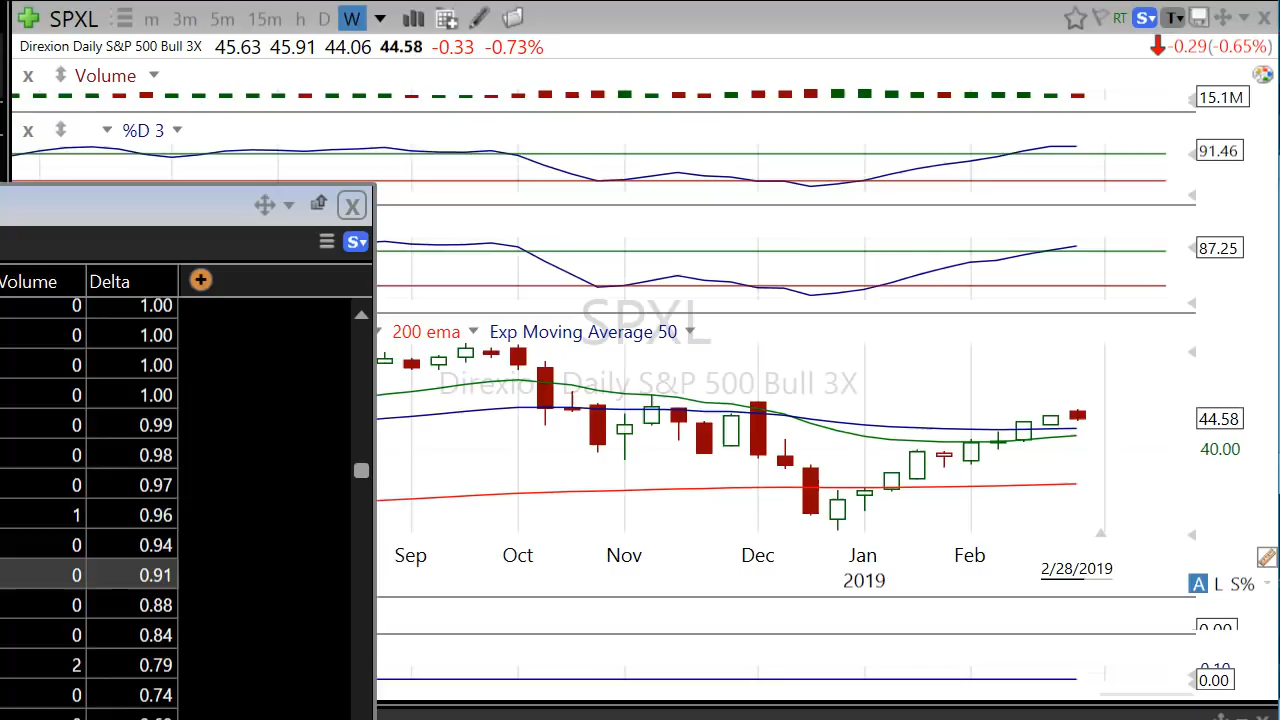 SPXL m 3m 5m 15m h D W RT S T
Direxion Daily S&P 500 Bull 3X 45.63 45.91 44.06 44.58 -0.33 -0.73% -0.29(-0.65%)
x Volume
15.1M
x %D 3
91.46
X
S
87.25
Volume Delta
0 1.00
0 1.00
0 1.00
0 1.00
0 0.99
0 0.98
0 0.97
1 0.96
0 0.94
0 0.91
0 0.88
0 0.84
2 0.79
0 0.74
200 ema Exp Moving Average 50
SPXL
Direxion Daily S&P 500 Bull 3X
44.58
40.00
Sep Oct Nov Dec Jan Feb
2019
2/28/2019
A L S%
0.00
0.10
0.00